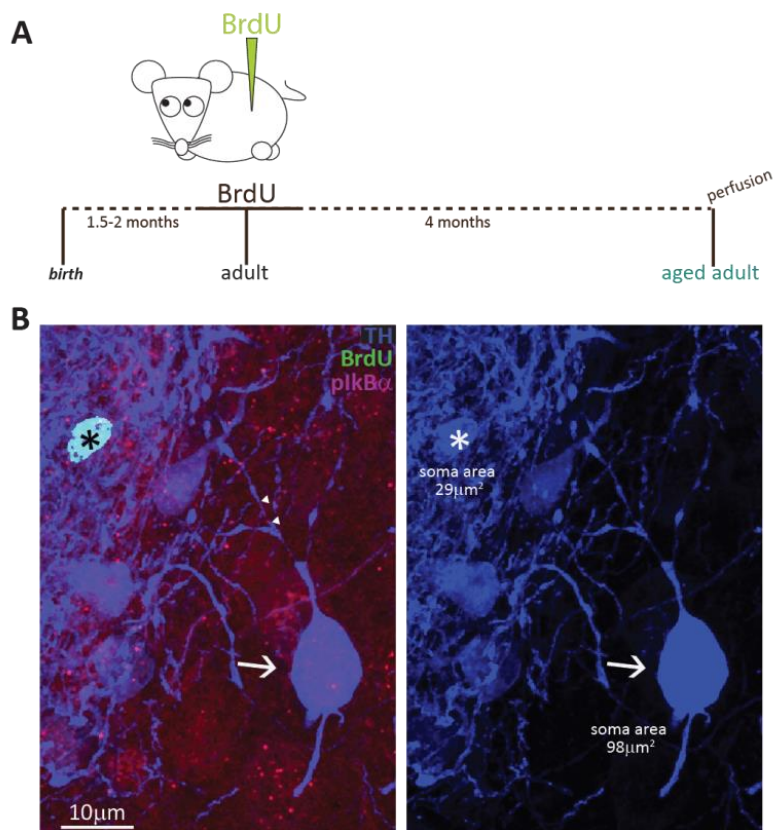 A
BrdU
BrdU
perfusion
1.5-2 months
4 months
birth
adult
aged adult
B
TH
BrdU
pIkBα
*
*
soma area
29µm²
soma area
98µm²
10µm